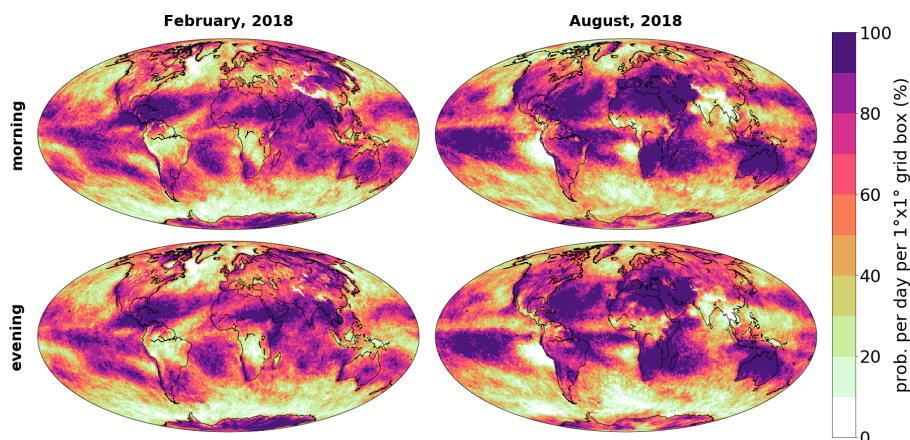 February, 2018
August, 2018
morning
evening
100
80
60
40
20
0
prob. per day per 1°x1° grid box (%)